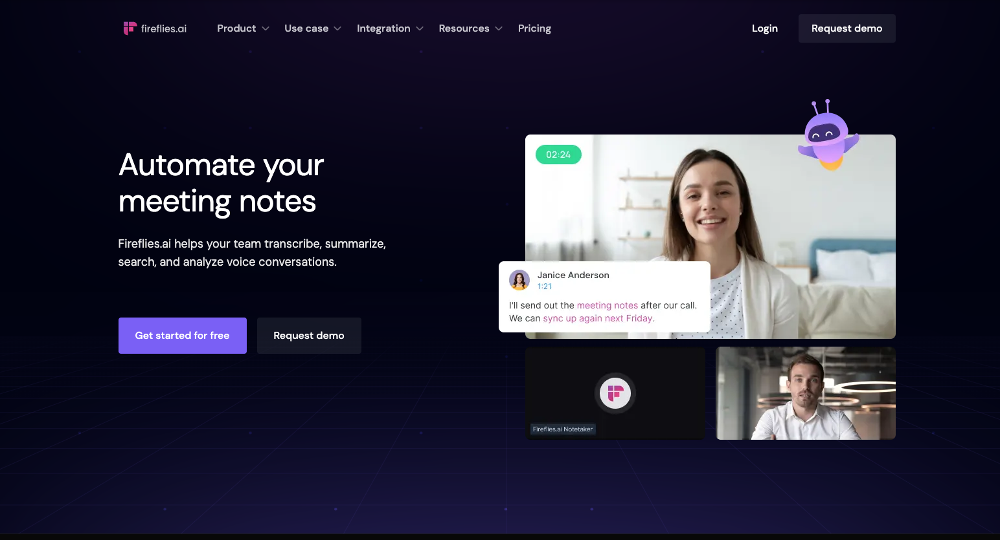 fireflies.ai
Product
Use case
Integration
Resources
Pricing
Login
Request demo
Automate your
meeting notes
Fireflies.ai helps your team transcribe, summarize,
search, and analyze voice conversations.
Get started for free
Request demo
02:24
Janice Anderson
1:21
I'll send out the meeting notes after our call.
We can sync up again next Friday.
Fireflies.ai Notetaker